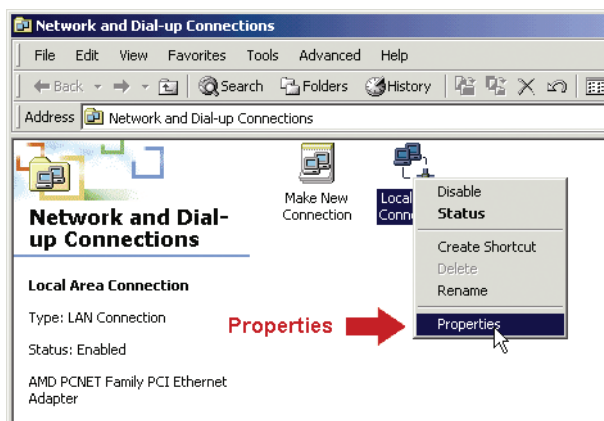 Network and Dial-up Connections
File Edit View Favorites Tools Advanced Help
Back Search Folders History
Address Network and Dial-up Connections
Network and Dial-
up Connections
Local Area Connection
Type: LAN Connection
Status: Enabled
AMD PCNET Family PCI Ethernet
Adapter
Make New
Connection
Local
Conn
Disable
Status
Create Shortcut
Delete
Rename
Properties
Properties